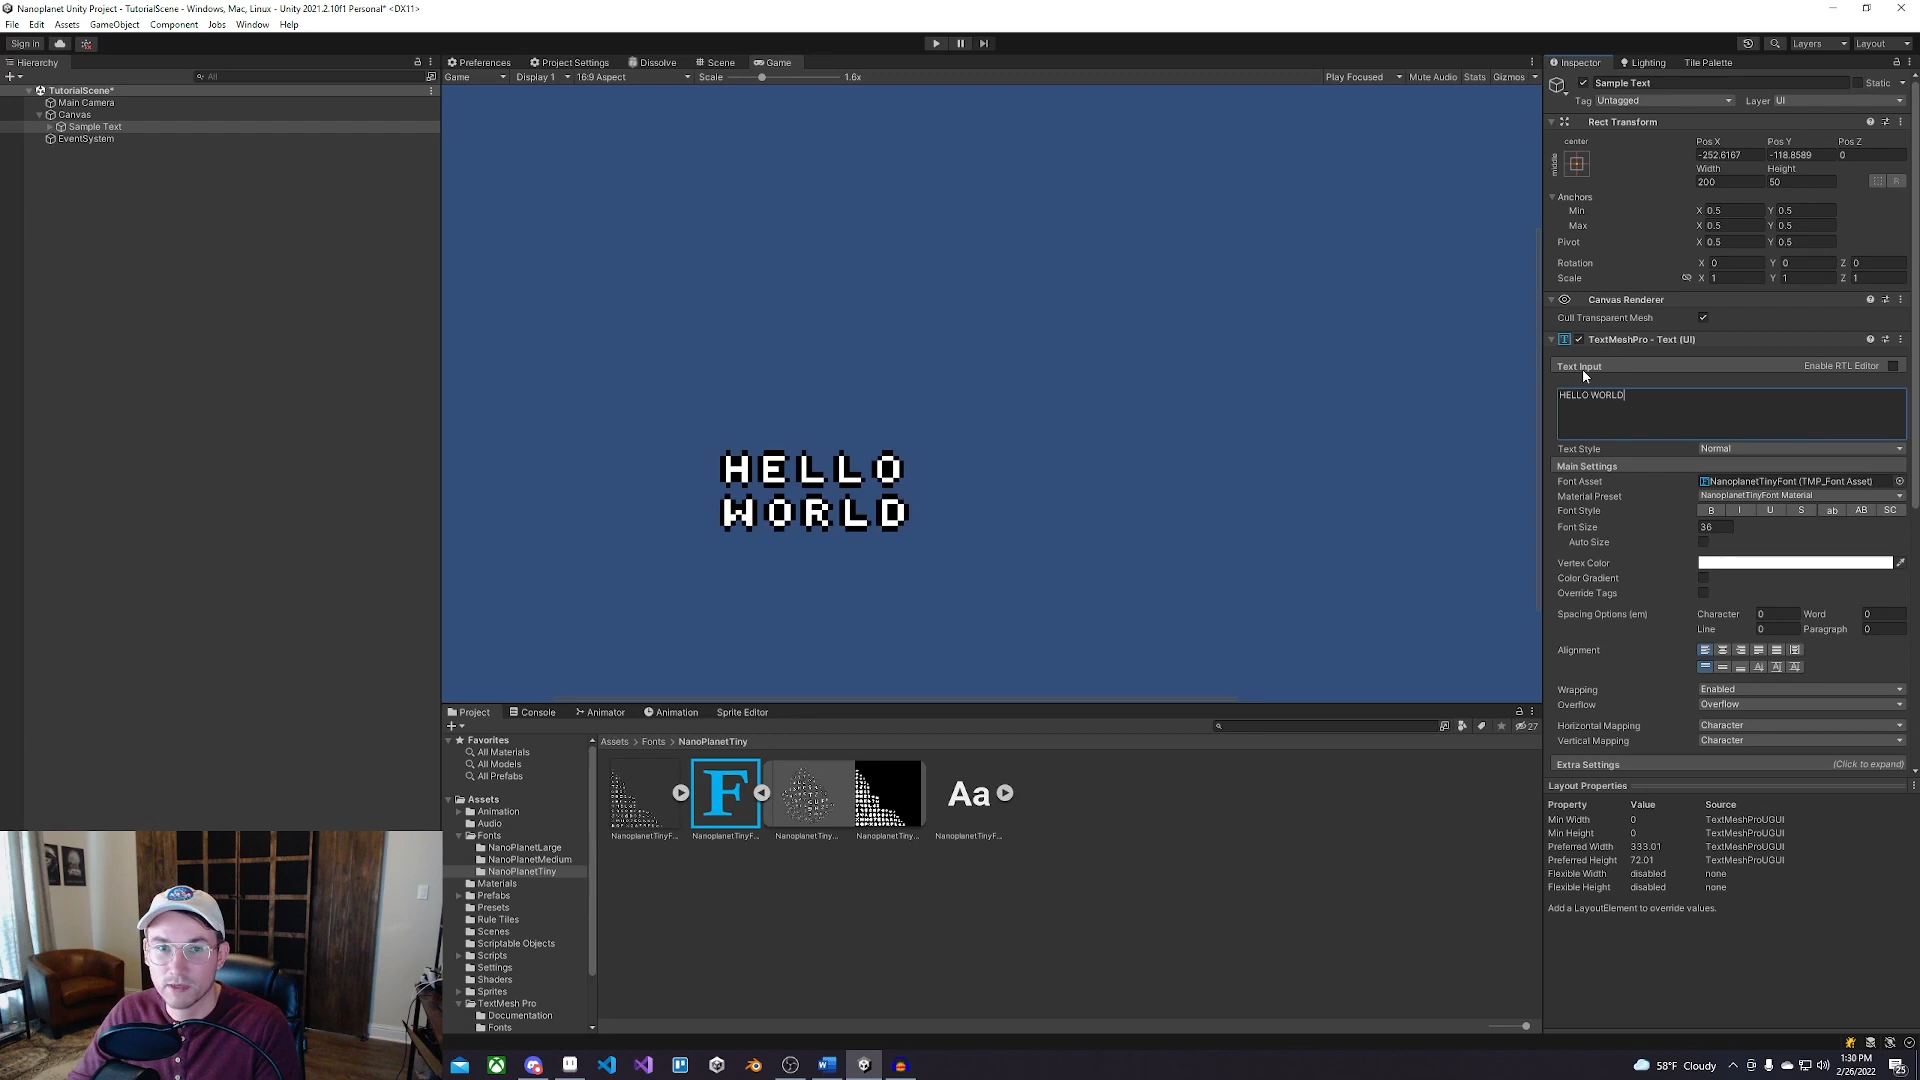 Nanoplanet Unity Project - TutorialScene - Windows, Mac, Linux - Unity 2021.2.10f1 Personal* <DX11>
File Edit Assets GameObject Component Jobs Window Help
Sign in
Layers Layout
Hierarchy
All
TutorialScene*
Main Camera
Canvas
Sample Text
EventSystem
Preferences Project Settings Dissolve Scene Game
Game Display 1 16:9 Aspect Scale 1.6x Play Focused Mute Audio Stats Gizmos
HELLO
WORLD
Inspector Lighting Tile Palette
Sample Text Static
Tag Untagged Layer UI
Rect Transform
center
middle
Pos X Pos Y Pos Z
-252.6167 -118.8589 0
Width Height
200 50
R
Anchors
Min X 0.5 Y 0.5
Max X 0.5 Y 0.5
Pivot X 0.5 Y 0.5
Rotation X 0 Y 0 Z 0
Scale X 1 Y 1 Z 1
Canvas Renderer
Cull Transparent Mesh
TextMeshPro - Text (UI)
Text Input Enable RTL Editor
HELLO WORLD
Text Style Normal
Main Settings
Font Asset NanoplanetTinyFont (TMP_Font Asset)
Material Preset NanoplanetTinyFont Material
Font Style B I U S ab AB SC
Font Size 36
Auto Size
Vertex Color
Color Gradient
Override Tags
Spacing Options (em) Character 0 Word 0
Line 0 Paragraph 0
Alignment
Wrapping Enabled
Overflow Overflow
Horizontal Mapping Character
Vertical Mapping Character
Extra Settings (Click to expand)
Layout Properties
Property Value Source
Min Width 0 TextMeshProUGUI
Min Height 0 TextMeshProUGUI
Preferred Width 333.01 TextMeshProUGUI
Preferred Height 72.01 TextMeshProUGUI
Flexible Width disabled none
Flexible Height disabled none
Add a LayoutElement to override values.
Project Console Animator Animation Sprite Editor
27
Favorites
All Materials
All Models
All Prefabs
Assets
Animation
Audio
Fonts
NanoPlanetLarge
NanoPlanetMedium
NanoPlanetTiny
Materials
Prefabs
Presets
Rule Tiles
Scenes
Scriptable Objects
Scripts
Settings
Shaders
Sprites
TextMesh Pro
Documentation
Fonts
Assets > Fonts > NanoPlanetTiny
F Aa
NanoplanetTinyF... NanoplanetTinyF... NanoplanetTiny... NanoplanetTiny... NanoplanetTinyF...
58°F Cloudy
1:30 PM
2/26/2022
25